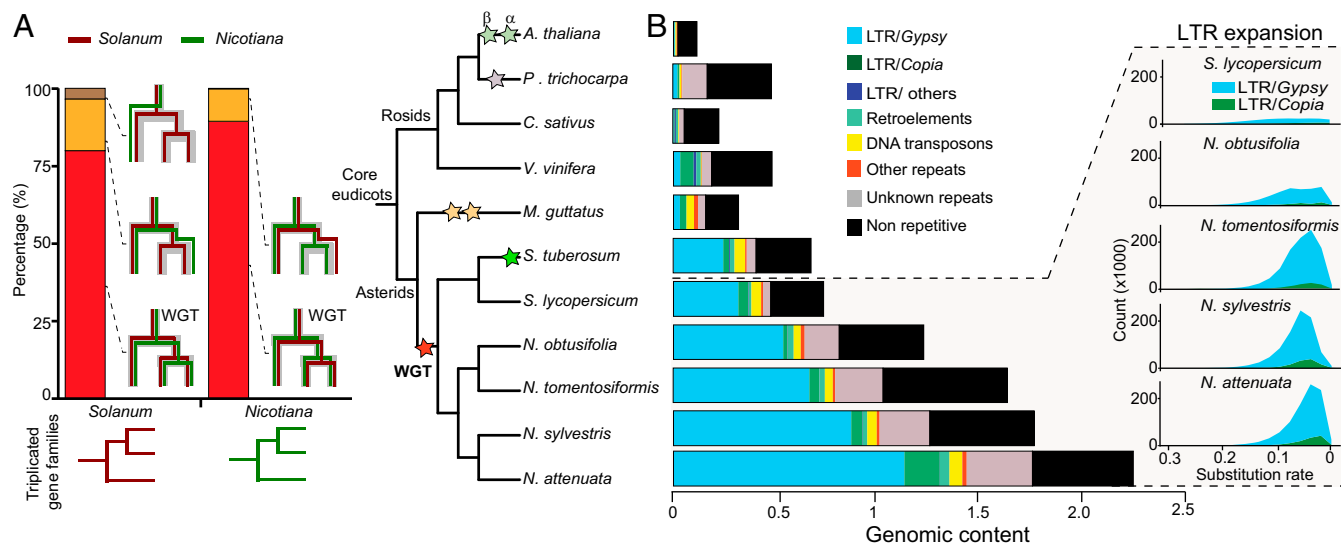 A
Solanum
Nicotiana
Percentage (%)
100
75
50
25
0
WGT
WGT
Solanum
Nicotiana
Triplicated
gene families
β
α
A. thaliana
P . trichocarpa
C. sativus
V. vinifera
M. guttatus
S. tuberosum
S. lycopersicum
N. obtusifolia
N. tomentosiformis
N. sylvestris
N. attenuata
Rosids
Core
eudicots
Asterids
WGT
B
LTR/Gypsy
LTR/Copia
LTR/ others
Retroelements
DNA transposons
Other repeats
Unknown repeats
Non repetitive
0
0.5
1
1.5
2.0
2.5
Genomic content
LTR expansion
S. lycopersicum
LTR/Gypsy
LTR/Copia
200
0
N. obtusifolia
200
0
N. tomentosiformis
200
0
N. sylvestris
200
0
N. attenuata
200
0
Count (x1000)
0.3
0.2
0.1
0
Substitution rate